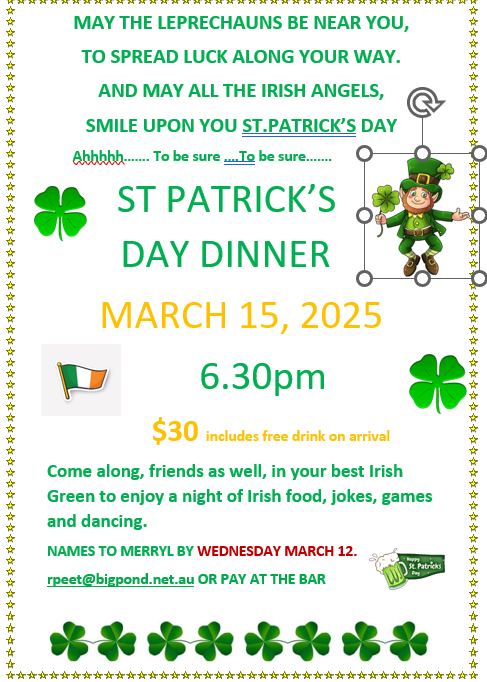 MAY THE LEPRECHAUNS BE NEAR YOU,
TO SPREAD LUCK ALONG YOUR WAY.
AND MAY ALL THE IRISH ANGELS,
SMILE UPON YOU ST.PATRICK’S DAY
Ahhhhh....... To be sure ....To be sure.......
ST PATRICK’S
DAY DINNER
MARCH 15, 2025
6.30pm
$30 includes free drink on arrival
Come along, friends as well, in your best Irish
Green to enjoy a night of Irish food, jokes, games
and dancing.
NAMES TO MERRYL BY WEDNESDAY MARCH 12.
Happy
St. Patricks
Day
rpeet@bigpond.net.au OR PAY AT THE BAR